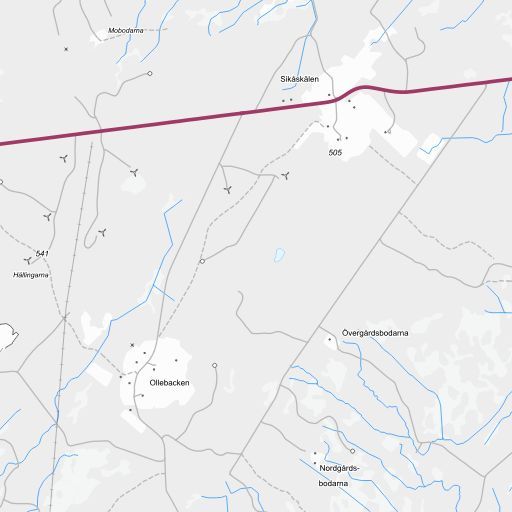 Mobodarna
Sikåskälen
505
541
Hällingarna
Övergårdsbodarna
Ollebacken
Nordgårds-
bodarna